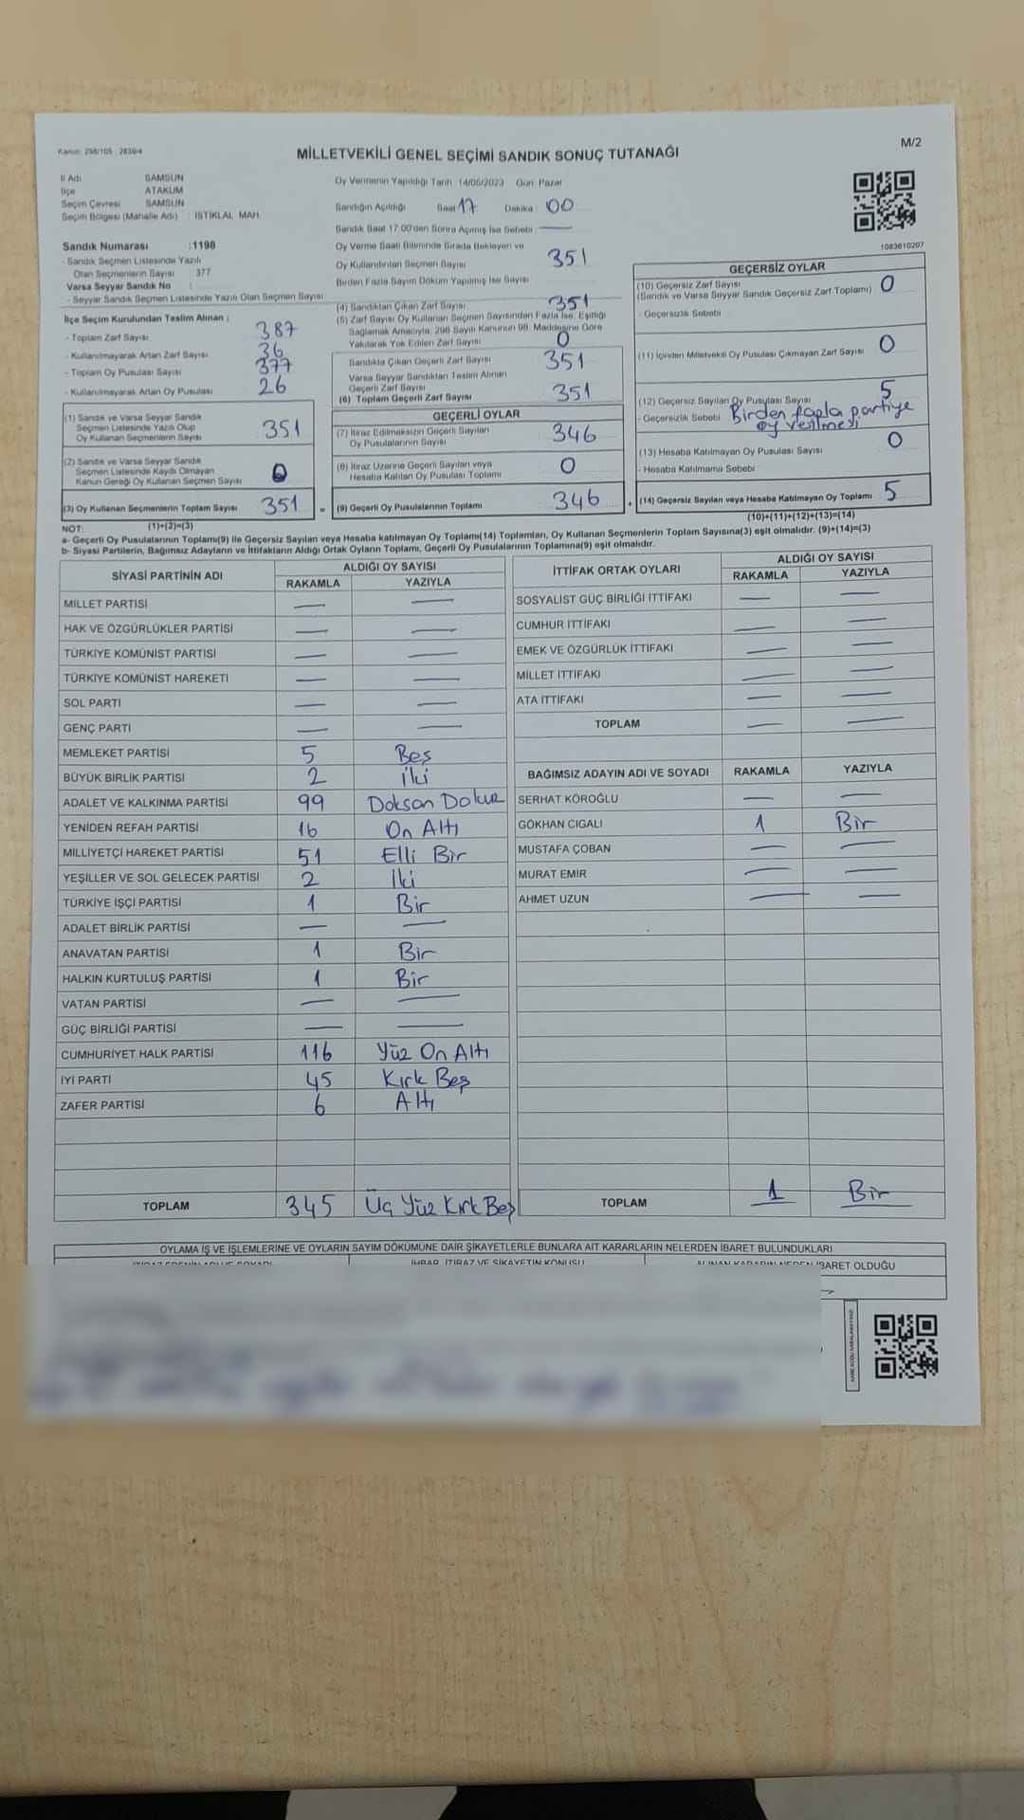 Kanun: 298/105 : 2839/4
M/2
MİLLETVEKİLİ GENEL SEÇİMİ SANDIK SONUÇ TUTANAĞI
İl Adı SAMSUN
İlçe ATAKUM
Seçim Çevresi SAMSUN
Seçim Bölgesi (Mahalle Adı) : İSTİKLAL MAH.
Sandık Numarası :1198
- Sandık Seçmen Listesinde Yazılı
Olan Seçmenlerin Sayısı 377
Varsa Seyyar Sandık No
- Seyyar Sandık Seçmen Listesinde Yazılı Olan Seçmen Sayısı
İlçe Seçim Kurulundan Teslim Alınan :
- Toplam Zarf Sayısı 387
- Kullanılmayarak Artan Zarf Sayısı 36
- Toplam Oy Pusulası Sayısı 377
- Kullanılmayarak Artan Oy Pusulası 26
(1) Sandık ve Varsa Seyyar Sandık
Seçmen Listesinde Yazılı Olup
Oy Kullanan Seçmenlerin Sayısı 351
(2) Sandık ve Varsa Seyyar Sandık
Seçmen Listesinde Kaydı Olmayan
Kanun Gereği Oy Kullanan Seçmen Sayısı 0
(3) Oy Kullanan Seçmenlerin Toplam Sayısı 351
(1)+(2)=(3)
Oy Vermenin Yapıldığı Tarih :14/05/2023 Gün: Pazar
Sandığın Açıldığı Saat 17 Dakika : 00
Sandık Saat 17.00'den Sonra Açılmış İse Sebebi : —
Oy Verme Saati Bitiminde Sırada Bekleyen ve
Oy Kullandırılan Seçmen Sayısı 351
Birden Fazla Sayım Döküm Yapılmış İse Sayısı
(4) Sandıktan Çıkan Zarf Sayısı 351
(5) Zarf Sayısı Oy Kullanan Seçmen Sayısından Fazla İse, Eşitliği
Sağlamak Amacıyla, 298 Sayılı Kanunun 98. Maddesine Göre
Yakılarak Yok Edilen Zarf Sayısı 0
Sandıkta Çıkan Geçerli Zarf Sayısı 351
Varsa Seyyar Sandıktan Teslim Alınan
Geçerli Zarf Sayısı
(6) Toplam Geçerli Zarf Sayısı 351
GEÇERLİ OYLAR
(7) İtiraz Edilmeksizin Geçerli Sayılan
Oy Pusulalarının Sayısı 346
(8) İtiraz Üzerine Geçerli Sayılan veya
Hesaba Katılan Oy Pusulası Toplamı 0
= (9) Geçerli Oy Pusulalarının Toplamı 346 +
1083610207
GEÇERSİZ OYLAR
(10) Geçersiz Zarf Sayısı
(Sandık ve Varsa Seyyar Sandık Geçersiz Zarf Toplamı) 0
- Geçersizlik Sebebi
(11) İçinden Milletvekili Oy Pusulası Çıkmayan Zarf Sayısı 0
(12) Geçersiz Sayılan Oy Pusulası Sayısı 5
- Geçersizlik Sebebi Birden fazla partiye
oy verilmesi
(13) Hesaba Katılmayan Oy Pusulası Sayısı 0
- Hesaba Katılmama Sebebi
(14) Geçersiz Sayılan veya Hesaba Katılmayan Oy Toplamı 5
(10)+(11)+(12)+(13)=(14)
NOT:
a- Geçerli Oy Pusulalarının Toplamı(9) ile Geçersiz Sayılan veya Hesaba katılmayan Oy Toplamı(14) Toplamları, Oy Kullanan Seçmenlerin Toplam Sayısına(3) eşit olmalıdır. (9)+(14)=(3)
b- Siyasi Partilerin, Bağımsız Adayların ve İttifakların Aldığı Ortak Oyların Toplamı, Geçerli Oy Pusulalarının Toplamına(9) eşit olmalıdır.
SİYASİ PARTİNİN ADI ALDIĞI OY SAYISI
RAKAMLA YAZIYLA
MİLLET PARTİSİ — —
HAK VE ÖZGÜRLÜKLER PARTİSİ — —
TÜRKİYE KOMÜNİST PARTİSİ — —
TÜRKİYE KOMÜNİST HAREKETİ — —
SOL PARTİ — —
GENÇ PARTİ — —
MEMLEKET PARTİSİ 5 Beş
BÜYÜK BİRLİK PARTİSİ 2 İki
ADALET VE KALKINMA PARTİSİ 99 Doksan Dokuz
YENİDEN REFAH PARTİSİ 16 On Altı
MİLLİYETÇİ HAREKET PARTİSİ 51 Elli Bir
YEŞİLLER VE SOL GELECEK PARTİSİ 2 İki
TÜRKİYE İŞÇİ PARTİSİ 1 Bir
ADALET BİRLİK PARTİSİ — —
ANAVATAN PARTİSİ 1 Bir
HALKIN KURTULUŞ PARTİSİ 1 Bir
VATAN PARTİSİ — —
GÜÇ BİRLİĞİ PARTİSİ — —
CUMHURİYET HALK PARTİSİ 116 Yüz On Altı
İYİ PARTİ 45 Kırk Beş
ZAFER PARTİSİ 6 Altı
TOPLAM 345 Üç Yüz Kırk Beş
İTTİFAK ORTAK OYLARI ALDIĞI OY SAYISI
RAKAMLA YAZIYLA
SOSYALİST GÜÇ BİRLİĞİ İTTİFAKI — —
CUMHUR İTTİFAKI — —
EMEK VE ÖZGÜRLÜK İTTİFAKI — —
MİLLET İTTİFAKI — —
ATA İTTİFAKI — —
TOPLAM — —
BAĞIMSIZ ADAYIN ADI VE SOYADI RAKAMLA YAZIYLA
SERHAT KÖROĞLU — —
GÖKHAN CIGALI 1 Bir
MUSTAFA ÇOBAN — —
MURAT EMİR — —
AHMET UZUN — —
TOPLAM 1 Bir
OYLAMA İŞ VE İŞLEMLERİNE VE OYLARIN SAYIM DÖKÜMÜNE DAİR ŞİKAYETLERLE BUNLARA AİT KARARLARIN NELERDEN İBARET BULUNDUKLARI
İHBAR, İTİRAZ VE ŞİKAYETİN KONUSU
İBARET OLDUĞU